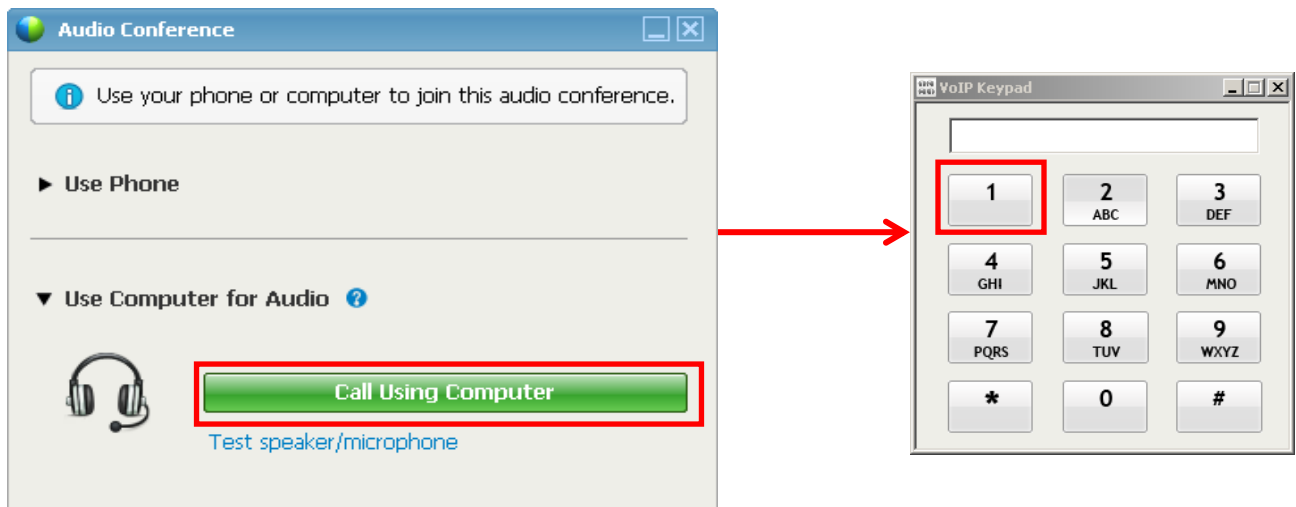 Audio Conference
Use your phone or computer to join this audio conference.
Use Phone
Use Computer for Audio
Call Using Computer
Test speaker/microphone
VoIP Keypad
1 2 3
ABC DEF
4 5 6
GHI JKL MNO
7 8 9
PQRS TUV WXYZ
* 0 #